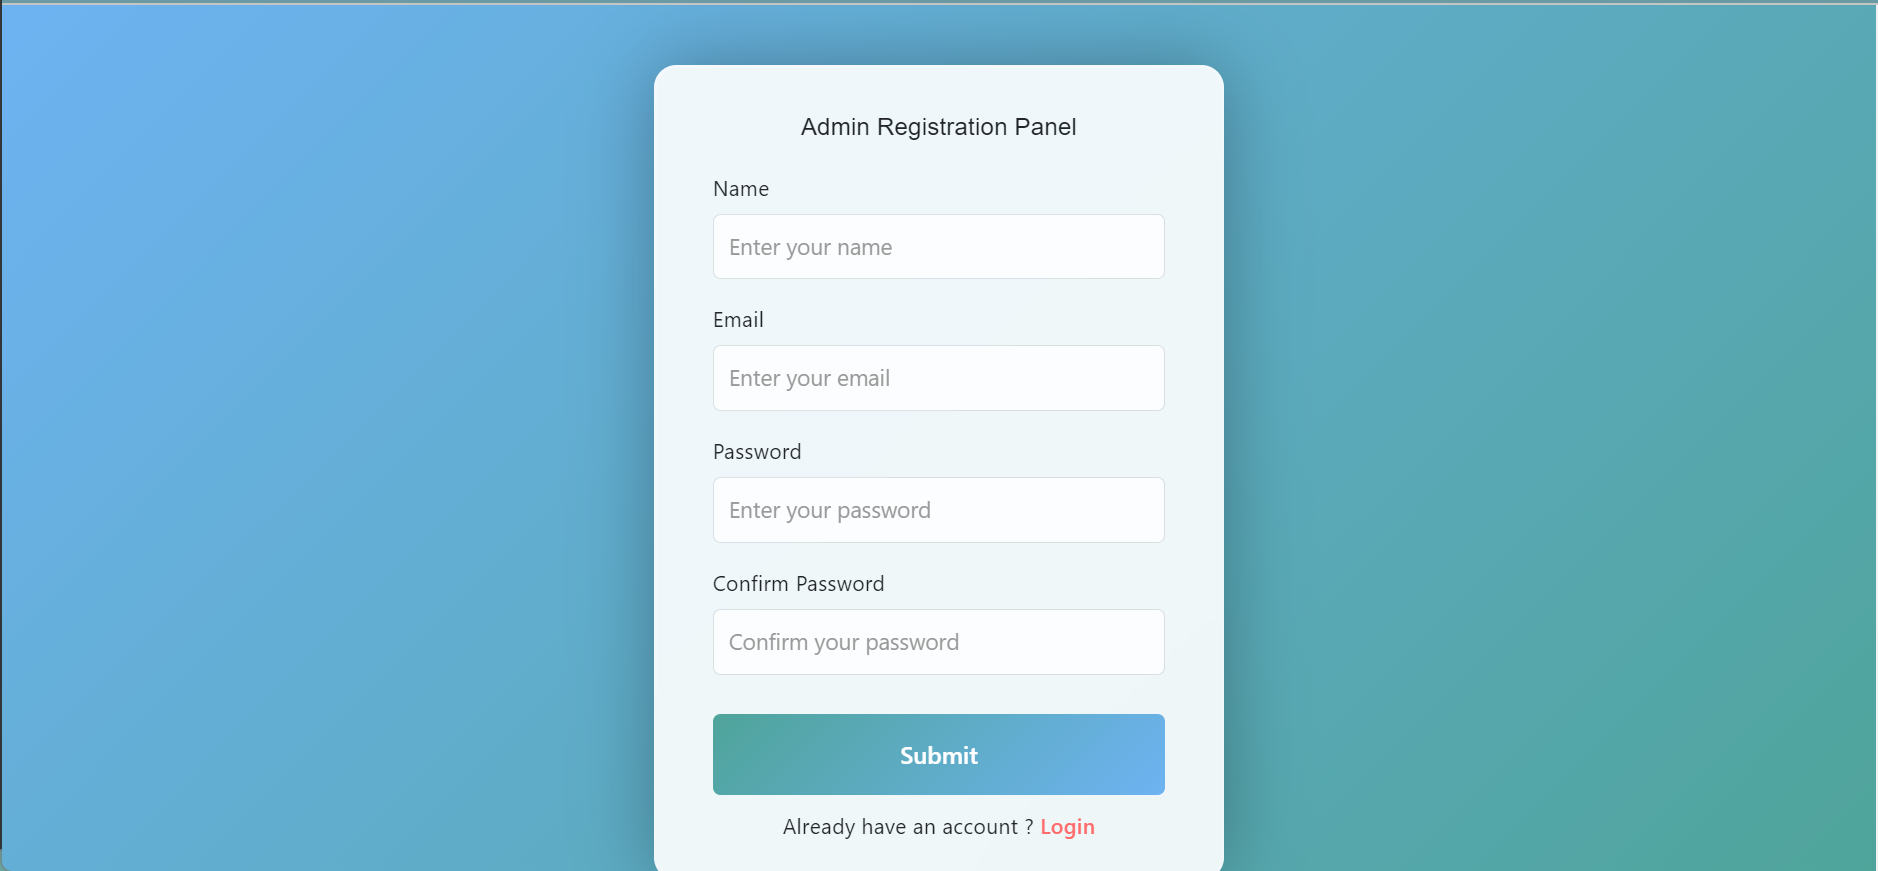 Admin Registration Panel
Name
Enter your name
Email
Enter your email
Password
Enter your password
Confirm Password
Confirm your password
Submit
Already have an account ? Login